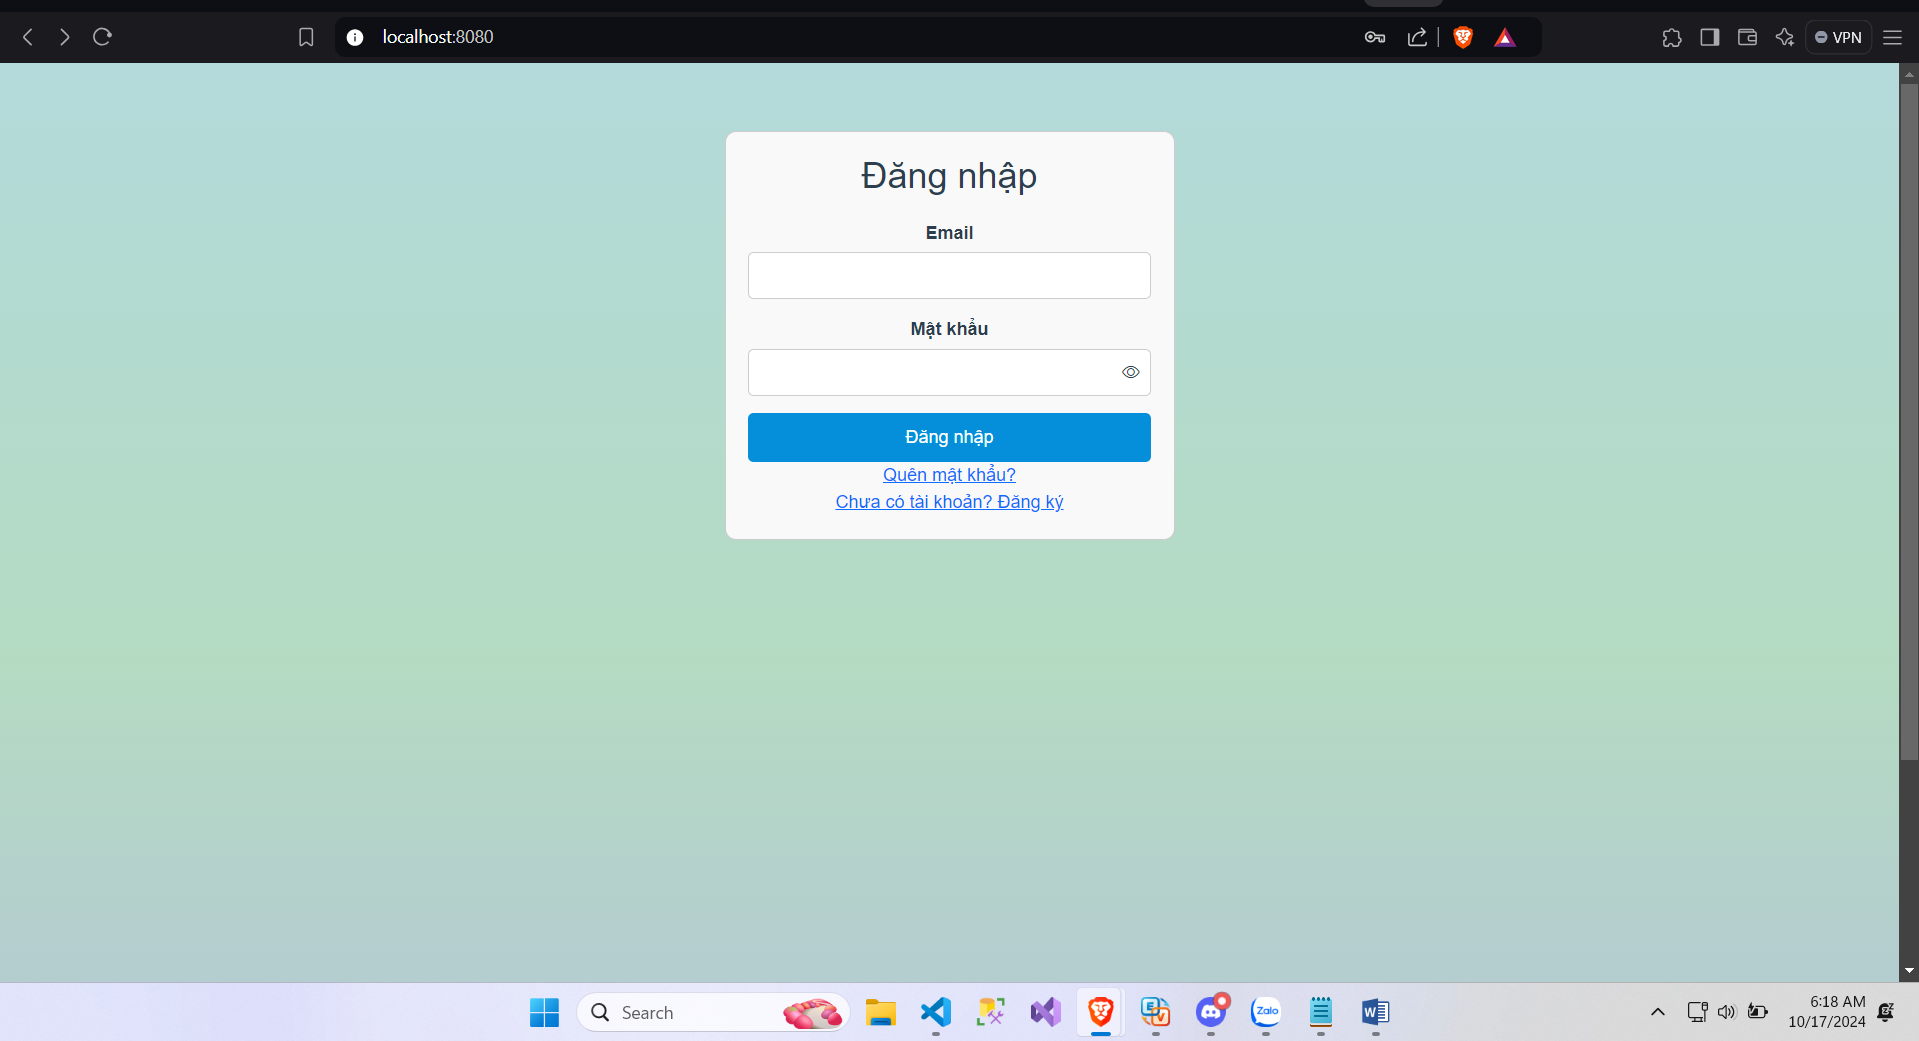 localhost:8080
VPN
Đăng nhập
Email
Mật khẩu
Đăng nhập
Quên mật khẩu?
Chưa có tài khoản? Đăng ký
Search
Zalo
6:18 AM
10/17/2024